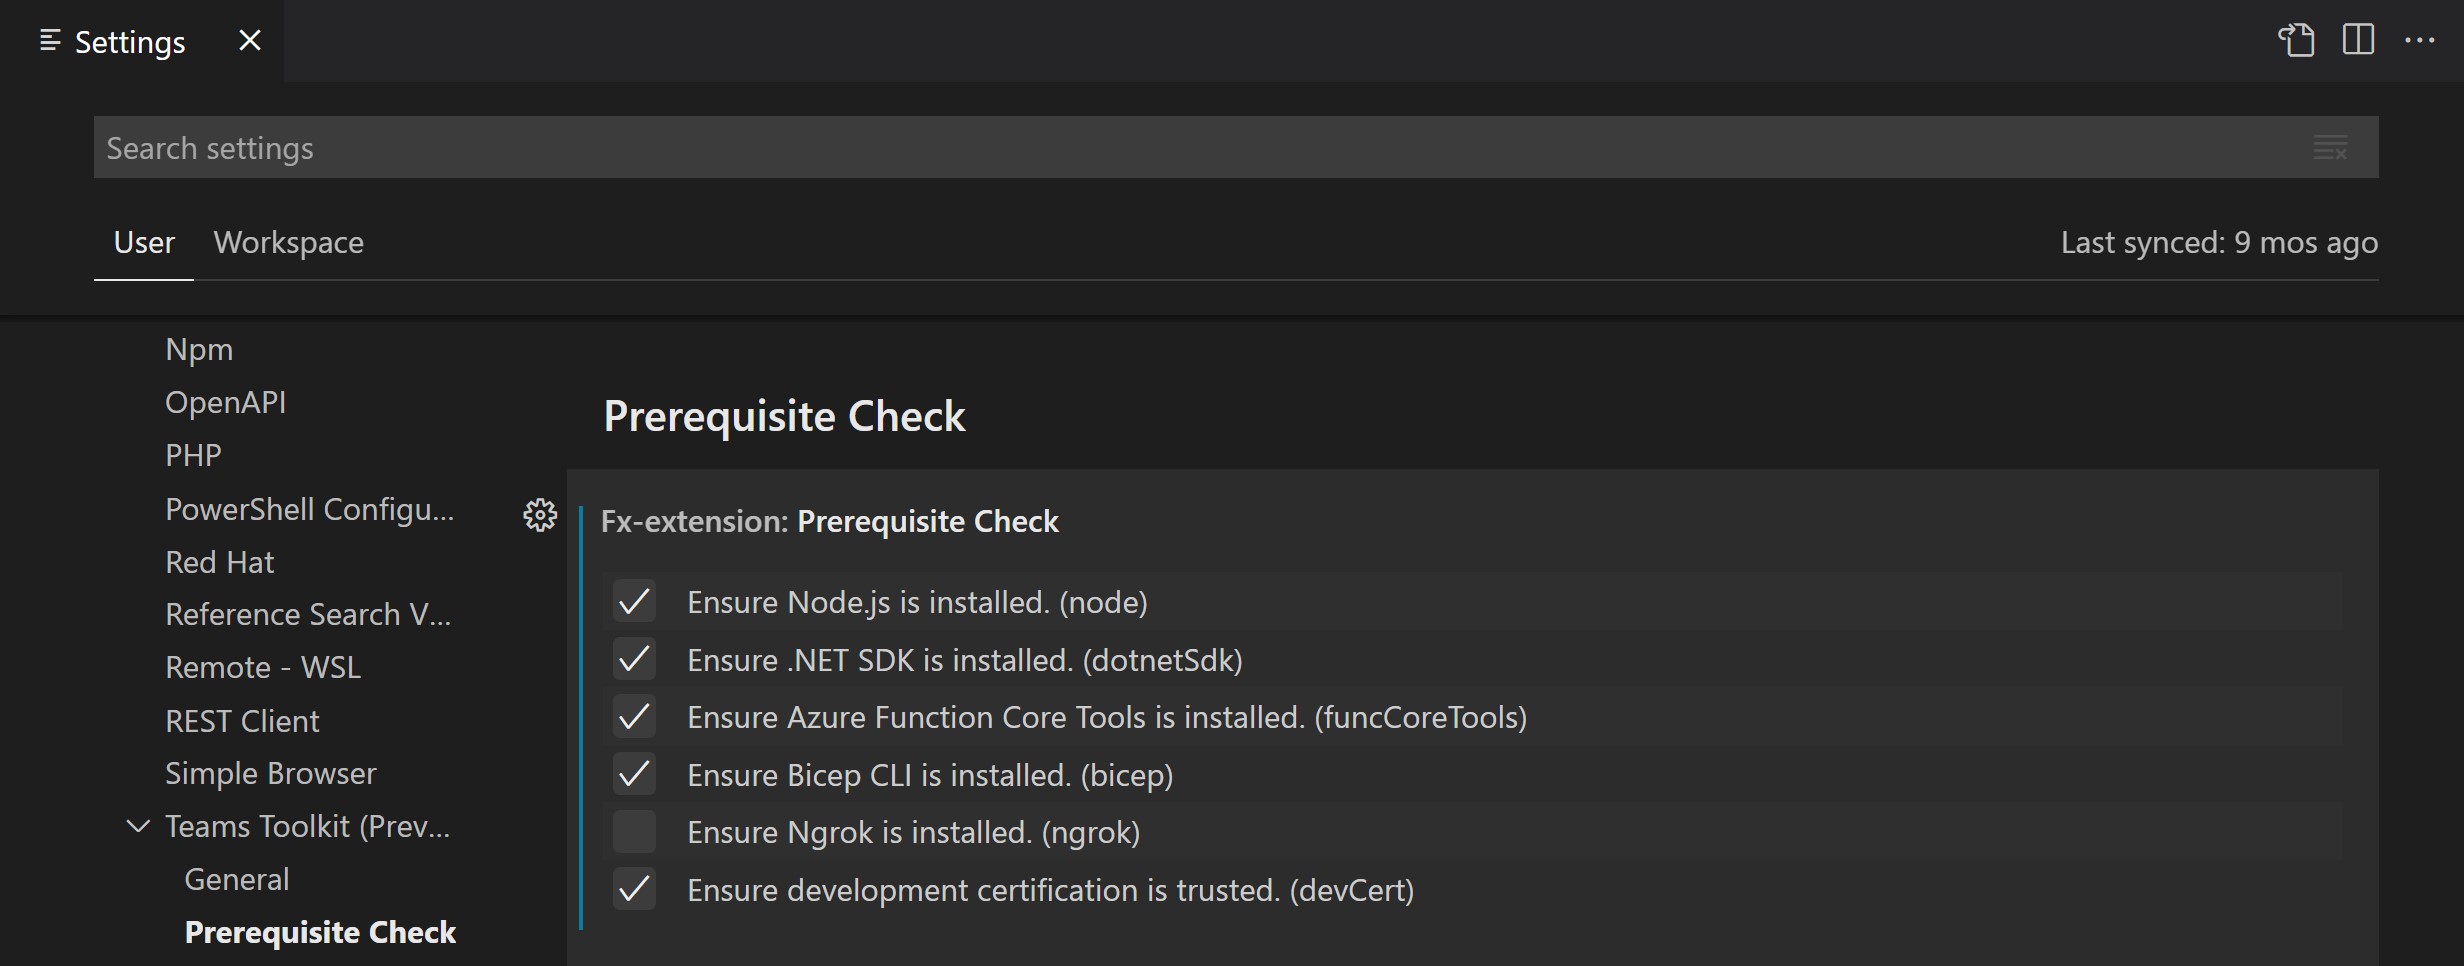 Settings
Search settings
User
Workspace
Last synced: 9 mos ago
Npm
OpenAPI
PHP
PowerShell Configu...
Red Hat
Reference Search V...
Remote - WSL
REST Client
Simple Browser
Teams Toolkit (Prev...
General
Prerequisite Check
Prerequisite Check
Fx-extension: Prerequisite Check
Ensure Node.js is installed. (node)
Ensure .NET SDK is installed. (dotnetSdk)
Ensure Azure Function Core Tools is installed. (funcCoreTools)
Ensure Bicep CLI is installed. (bicep)
Ensure Ngrok is installed. (ngrok)
Ensure development certification is trusted. (devCert)